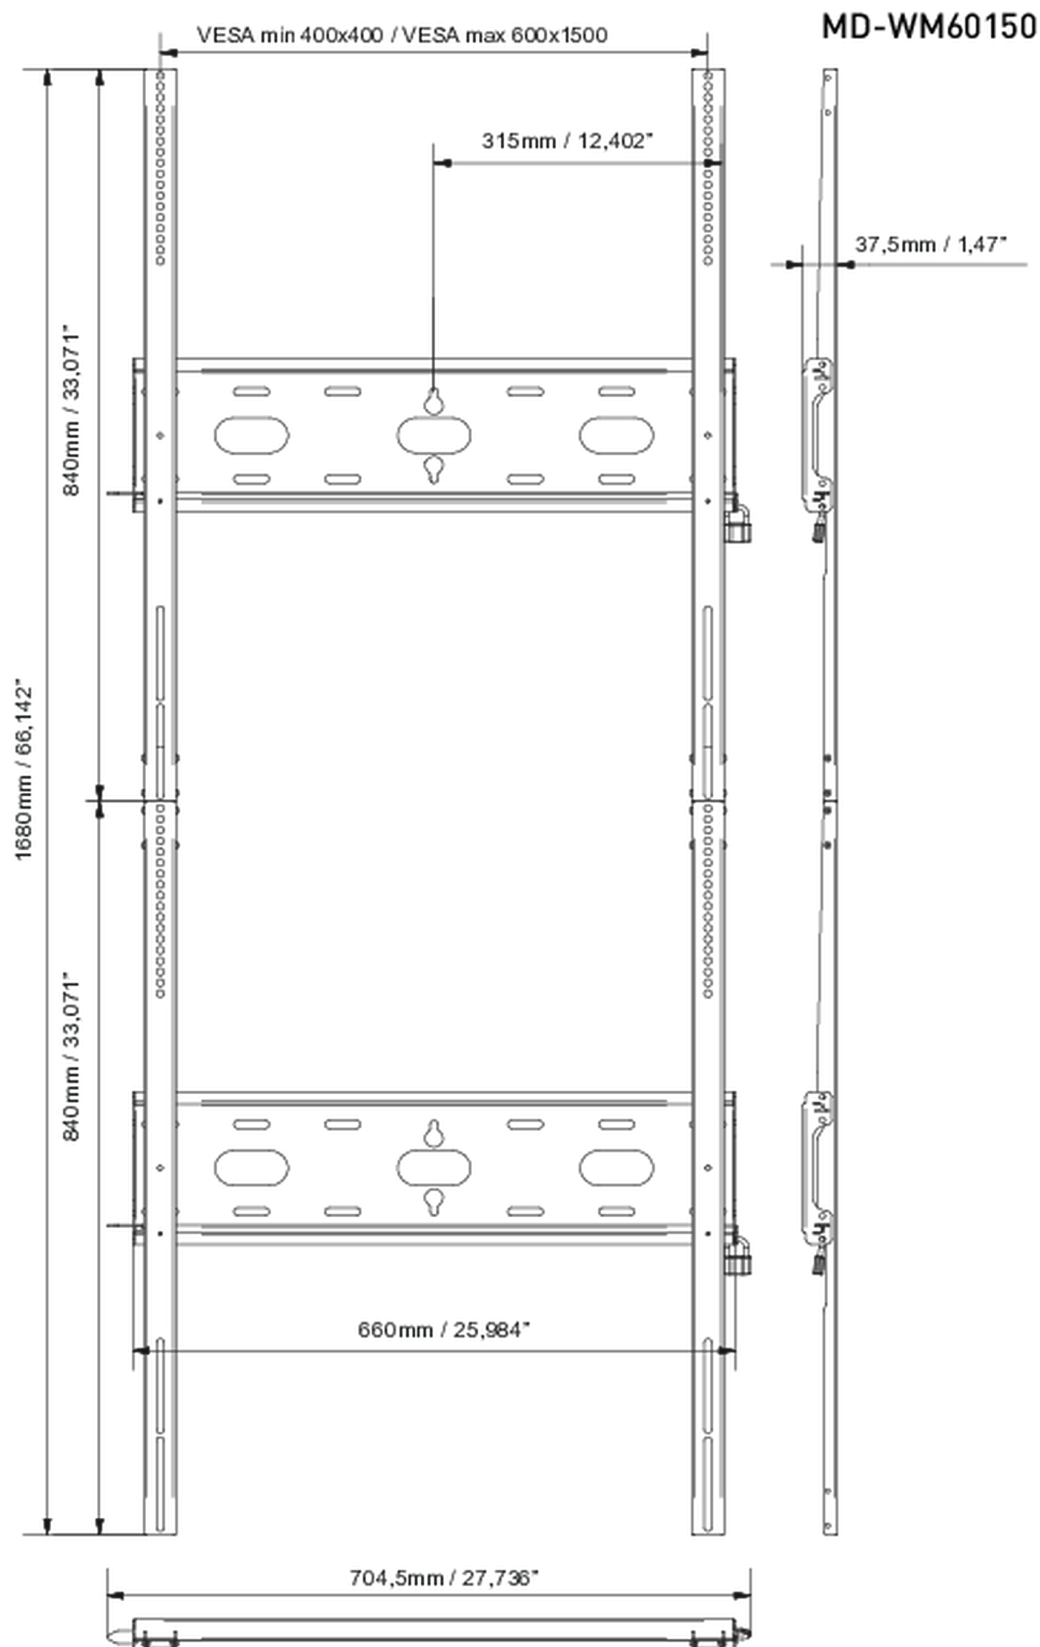 MD-WM60150
VESA min 400x400 / VESA max 600x1500
315mm / 12,402"
37,5mm / 1,47"
840mm / 33,071"
1680mm / 66,142"
840mm / 33,071"
660mm / 25,984"
704,5mm / 27,736"